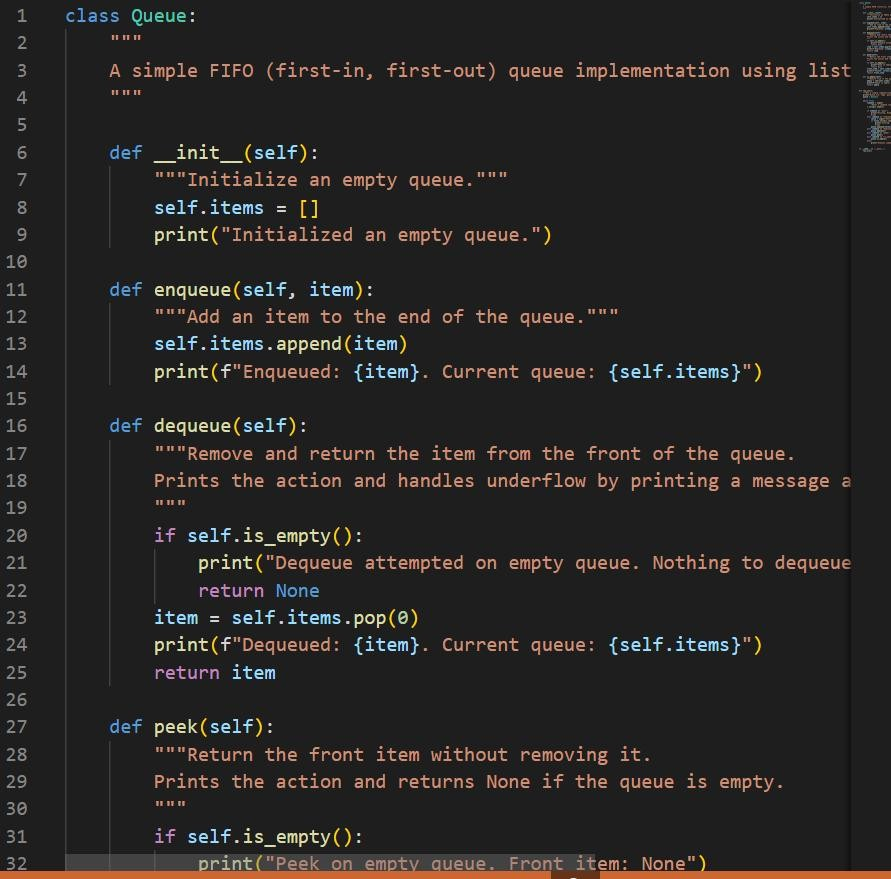 1 class Queue:
2     """
3     A simple FIFO (first-in, first-out) queue implementation using list
4     """
5
6     def __init__(self):
7         """Initialize an empty queue."""
8         self.items = []
9         print("Initialized an empty queue.")
10
11     def enqueue(self, item):
12         """Add an item to the end of the queue."""
13         self.items.append(item)
14         print(f"Enqueued: {item}. Current queue: {self.items}")
15
16     def dequeue(self):
17         """Remove and return the item from the front of the queue.
18         Prints the action and handles underflow by printing a message a
19         """
20         if self.is_empty():
21             print("Dequeue attempted on empty queue. Nothing to dequeue
22             return None
23         item = self.items.pop(0)
24         print(f"Dequeued: {item}. Current queue: {self.items}")
25         return item
26
27     def peek(self):
28         """Return the front item without removing it.
29         Prints the action and returns None if the queue is empty.
30         """
31         if self.is_empty():
32             print("Peek on empty queue. Front item: None")